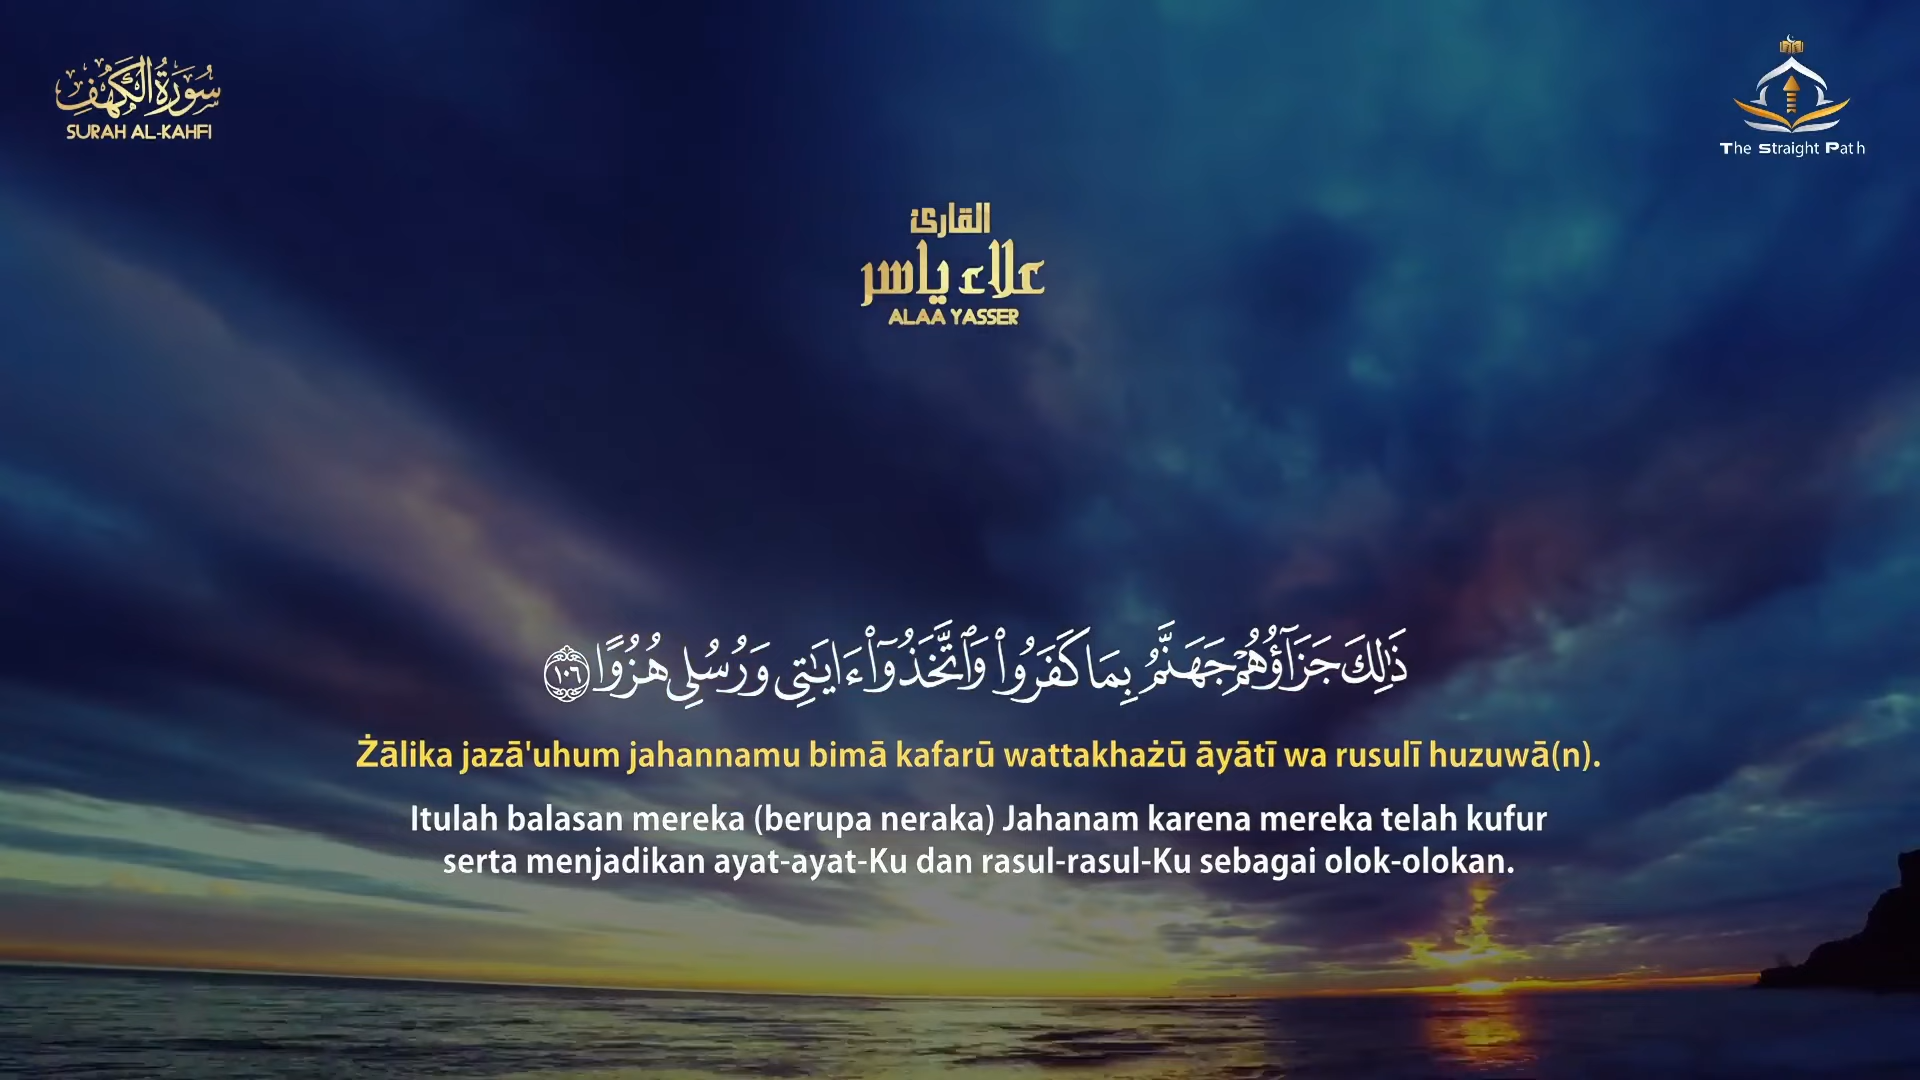 سُورَةُ الكَهْفِ
SURAH AL-KAHFI
The Straight Path
القارئ
علاء ياسر
ALAA YASSER
ذَٰلِكَ جَزَآؤُهُمْ جَهَنَّمُ بِمَا كَفَرُوا۟ وَٱتَّخَذُوٓا۟ ءَايَٰتِى وَرُسُلِى هُزُوًا ١٠٦
Żālika jazā'uhum jahannamu bimā kafarū wattakhażū āyātī wa rusulī huzuwā(n).
Itulah balasan mereka (berupa neraka) Jahanam karena mereka telah kufur
serta menjadikan ayat-ayat-Ku dan rasul-rasul-Ku sebagai olok-olokan.